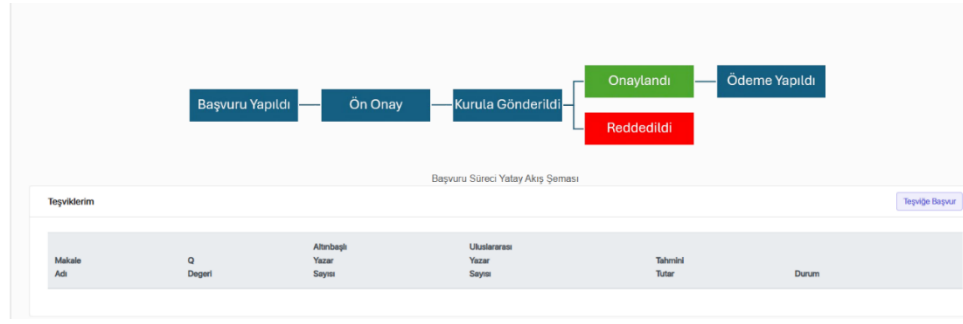 Onaylandı
Ödeme Yapıldı
Başvuru Yapıldı
Ön Onay
Kurula Gönderildi
Reddedildi
Başvuru Süreci Yatay Akış Şeması
Teşviklerim
Teşviğe Başvur
Altınbaşlı
Uluslararası
Makale
Q
Yazar
Yazar
Tahmini
Adı
Degeri
Sayısı
Sayısı
Tutar
Durum